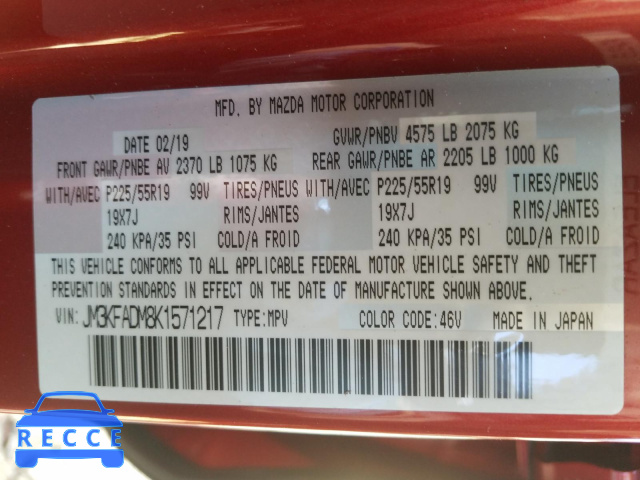 MFD. BY MAZDA MOTOR CORPORATION
DATE 02/19 GVWR/PNBV 4575 LB 2075 KG
FRONT GAWR/PNBE AV 2370 LB 1075 KG REAR GAWR/PNBE AR 2205 LB 1000 KG
WITH/AVEC P225/55R19 99V TIRES/PNEUS WITH/AVEC P225/55R19 99V TIRES/PNEUS
19X7J RIMS/JANTES 19X7J RIMS/JANTES
240 KPA/35 PSI COLD/A FROID 240 KPA/35 PSI COLD/A FROID
THIS VEHICLE CONFORMS TO ALL APPLICABLE FEDERAL MOTOR VEHICLE SAFETY AND THEFT
PREVENTION STANDARDS IN EFFECT ON THE DATE OF MANUFACTURE SHOWN ABOVE.
VIN: JM3KFADM8K1571217 TYPE:MPV COLOR CODE:46V MADE IN JAPAN
RECCE